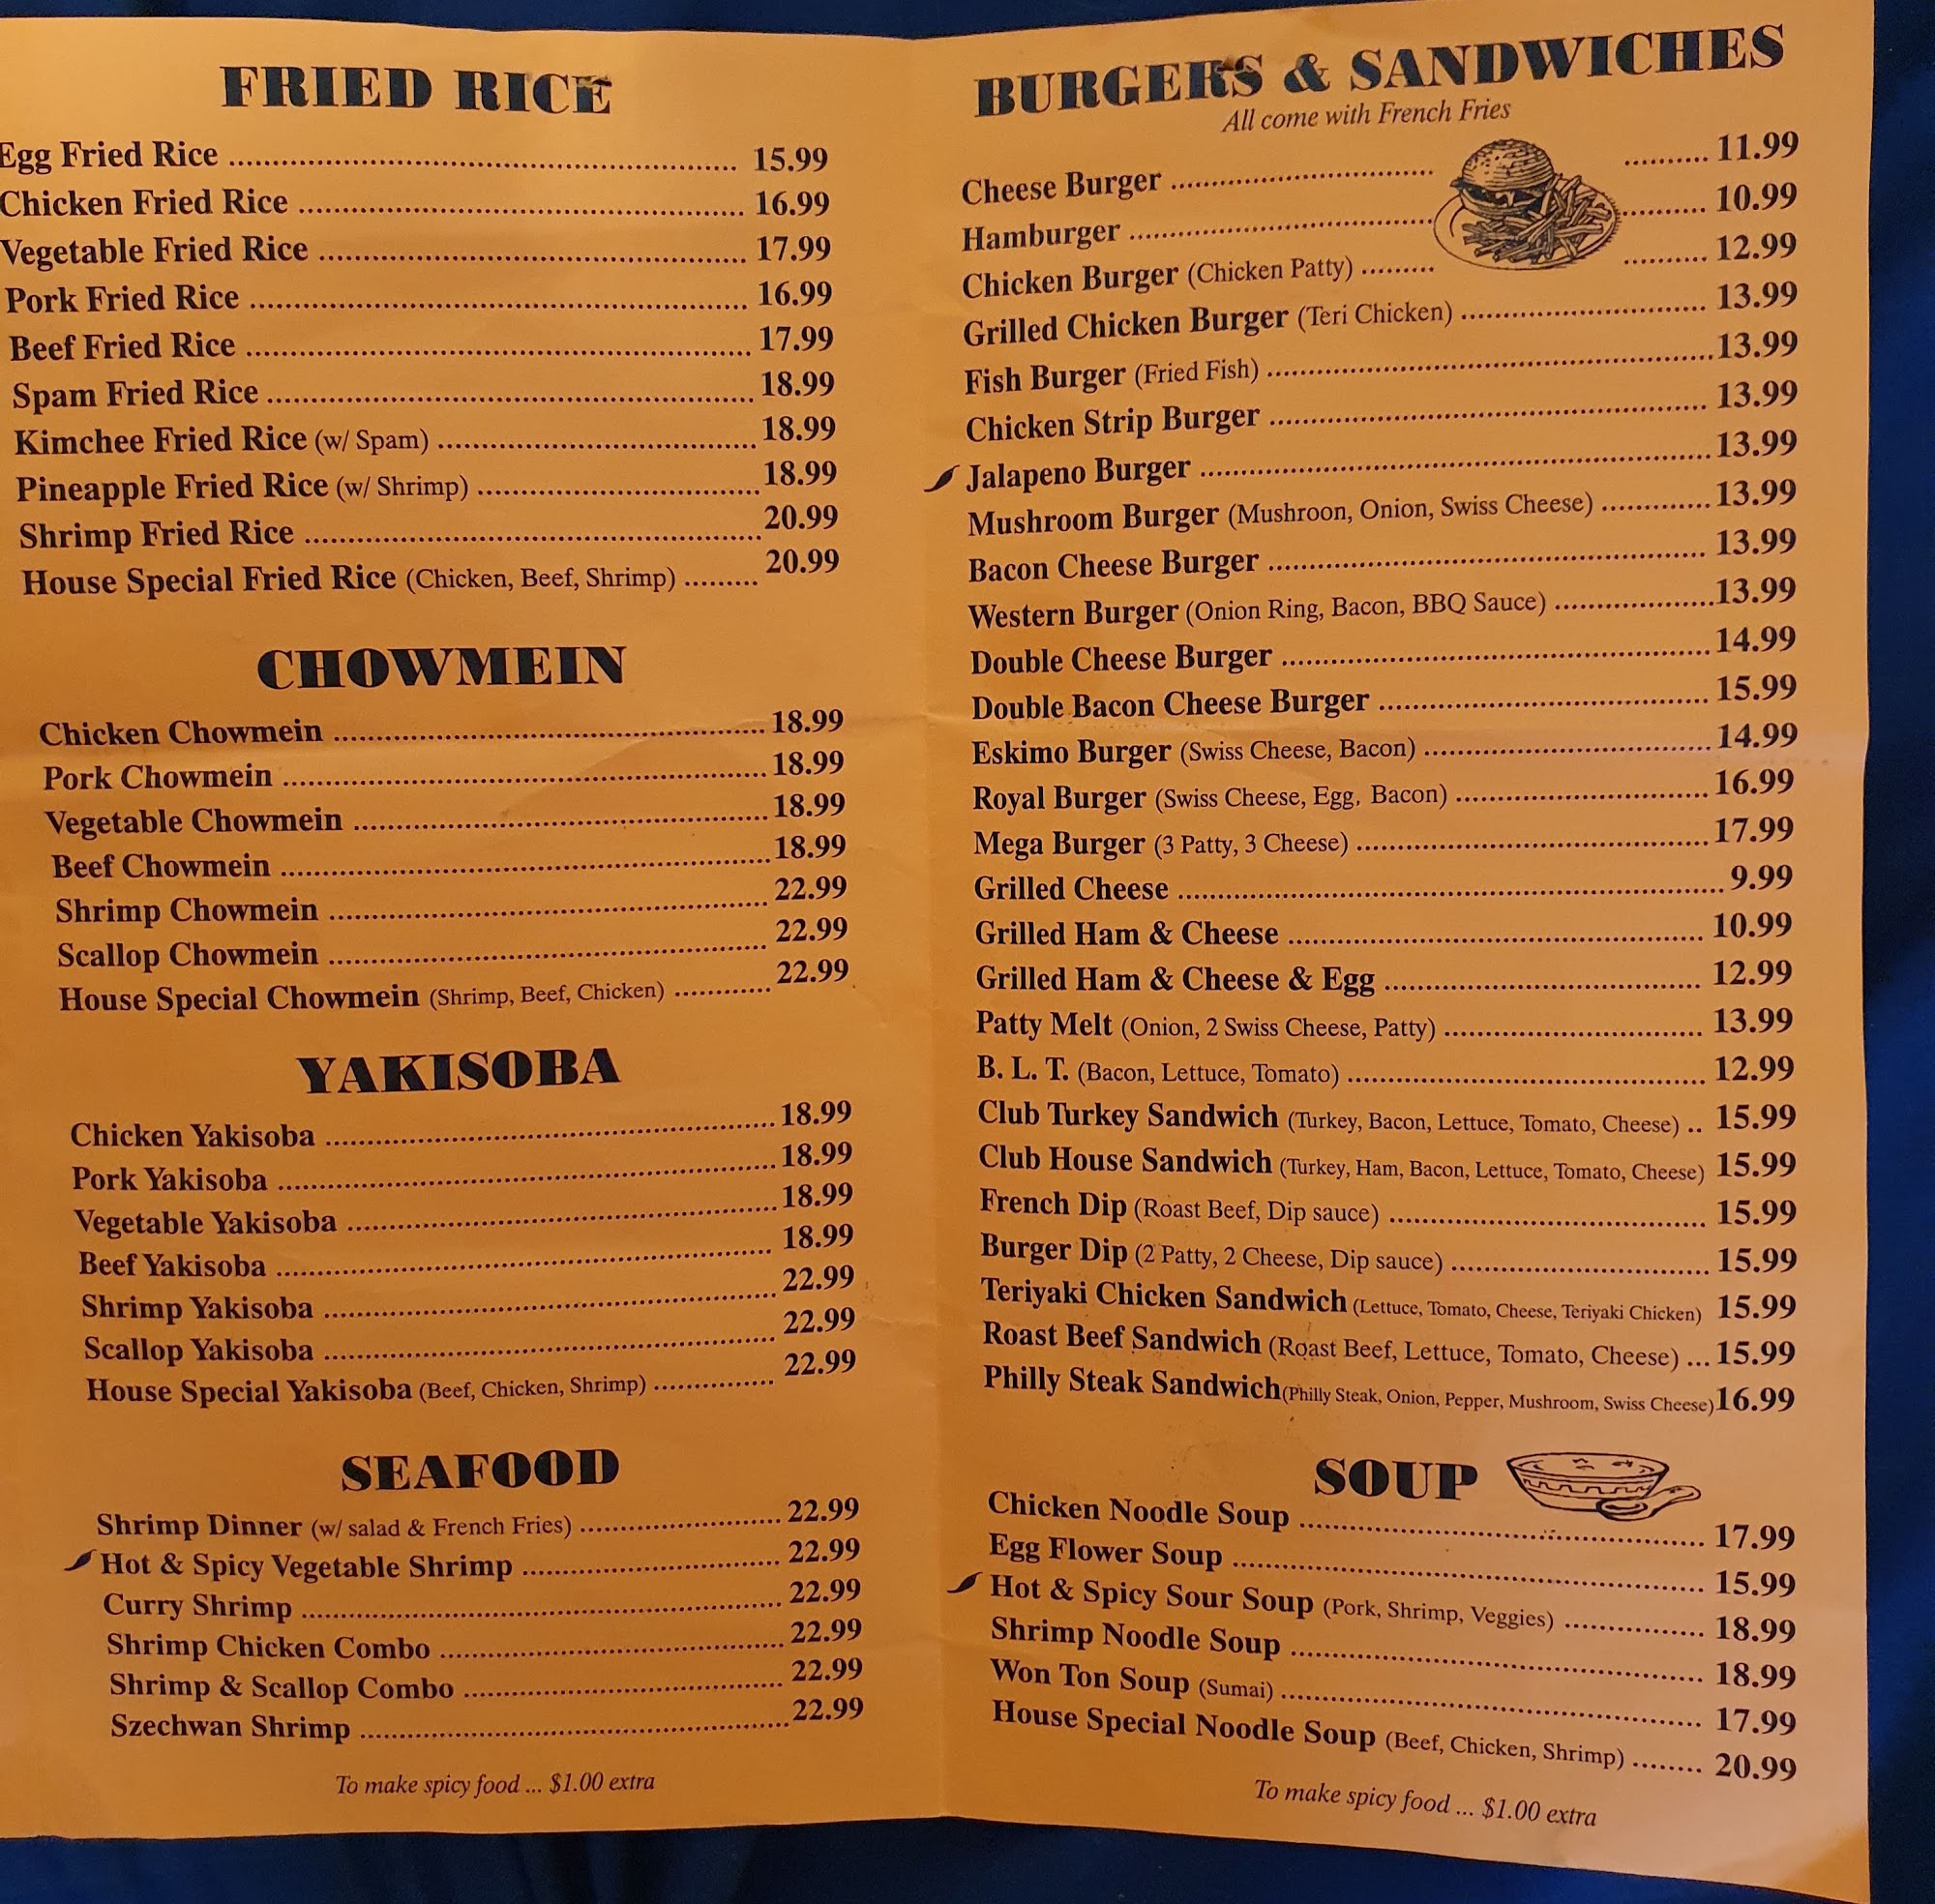 FRIED RICE
Egg Fried Rice ........ 15.99
Chicken Fried Rice ........ 16.99
Vegetable Fried Rice ........ 17.99
Pork Fried Rice ........ 16.99
Beef Fried Rice ........ 17.99
Spam Fried Rice ........ 18.99
Kimchee Fried Rice (w/ Spam) ........ 18.99
Pineapple Fried Rice (w/ Shrimp) ........ 18.99
Shrimp Fried Rice ........ 20.99
House Special Fried Rice (Chicken, Beef, Shrimp) ........ 20.99
CHOWMEIN
Chicken Chowmein ........ 18.99
Pork Chowmein ........ 18.99
Vegetable Chowmein ........ 18.99
Beef Chowmein ........ 18.99
Shrimp Chowmein ........ 22.99
Scallop Chowmein ........ 22.99
House Special Chowmein (Shrimp, Beef, Chicken) ........ 22.99
YAKISOBA
Chicken Yakisoba ........ 18.99
Pork Yakisoba ........ 18.99
Vegetable Yakisoba ........ 18.99
Beef Yakisoba ........ 18.99
Shrimp Yakisoba ........ 22.99
Scallop Yakisoba ........ 22.99
House Special Yakisoba (Beef, Chicken, Shrimp) ........ 22.99
SEAFOOD
Shrimp Dinner (w/ salad & French Fries) ........ 22.99
Hot & Spicy Vegetable Shrimp ........ 22.99
Curry Shrimp ........ 22.99
Shrimp Chicken Combo ........ 22.99
Shrimp & Scallop Combo ........ 22.99
Szechwan Shrimp ........ 22.99
To make spicy food ... $1.00 extra
BURGERS & SANDWICHES
All come with French Fries
Cheese Burger ........ 11.99
Hamburger ........ 10.99
Chicken Burger (Chicken Patty) ........ 12.99
Grilled Chicken Burger (Teri Chicken) ........ 13.99
Fish Burger (Fried Fish) ........ 13.99
Chicken Strip Burger ........ 13.99
Jalapeno Burger ........ 13.99
Mushroom Burger (Mushroon, Onion, Swiss Cheese) ........ 13.99
Bacon Cheese Burger ........ 13.99
Western Burger (Onion Ring, Bacon, BBQ Sauce) ........ 13.99
Double Cheese Burger ........ 14.99
Double Bacon Cheese Burger ........ 15.99
Eskimo Burger (Swiss Cheese, Bacon) ........ 14.99
Royal Burger (Swiss Cheese, Egg, Bacon) ........ 16.99
Mega Burger (3 Patty, 3 Cheese) ........ 17.99
Grilled Cheese ........ 9.99
Grilled Ham & Cheese ........ 10.99
Grilled Ham & Cheese & Egg ........ 12.99
Patty Melt (Onion, 2 Swiss Cheese, Patty) ........ 13.99
B. L. T. (Bacon, Lettuce, Tomato) ........ 12.99
Club Turkey Sandwich (Turkey, Bacon, Lettuce, Tomato, Cheese) .. 15.99
Club House Sandwich (Turkey, Ham, Bacon, Lettuce, Tomato, Cheese) 15.99
French Dip (Roast Beef, Dip sauce) ........ 15.99
Burger Dip (2 Patty, 2 Cheese, Dip sauce) ........ 15.99
Teriyaki Chicken Sandwich (Lettuce, Tomato, Cheese, Teriyaki Chicken) 15.99
Roast Beef Sandwich (Roast Beef, Lettuce, Tomato, Cheese) ... 15.99
Philly Steak Sandwich(Philly Steak, Onion, Pepper, Mushroom, Swiss Cheese)16.99
SOUP
Chicken Noodle Soup ........ 17.99
Egg Flower Soup ........ 15.99
Hot & Spicy Sour Soup (Pork, Shrimp, Veggies) ........ 18.99
Shrimp Noodle Soup ........ 18.99
Won Ton Soup (Sumai) ........ 17.99
House Special Noodle Soup (Beef, Chicken, Shrimp) ........ 20.99
To make spicy food ... $1.00 extra